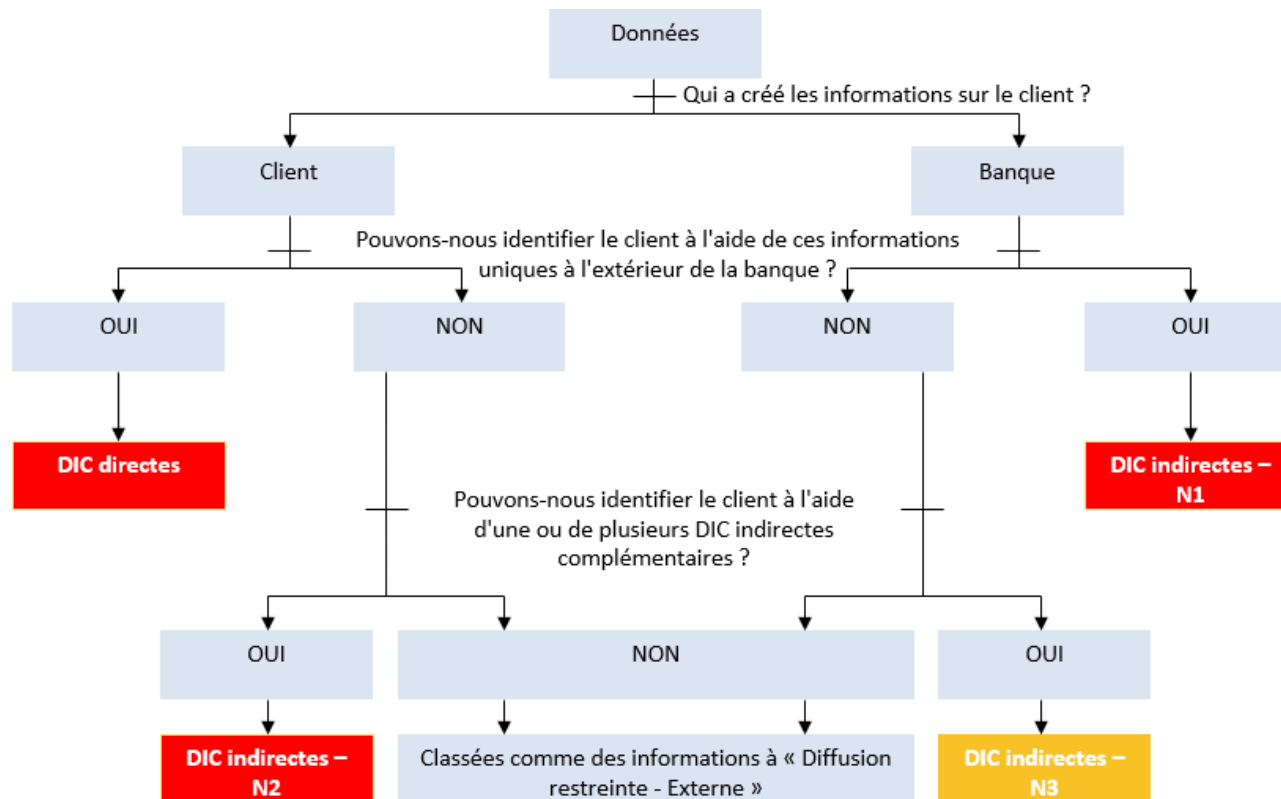 Données
Qui a créé les informations sur le client ?
Client
Banque
Pouvons-nous identifier le client à l'aide de ces informations
uniques à l'extérieur de la banque ?
OUI
NON
NON
OUI
DIC directes
DIC indirectes –
N1
Pouvons-nous identifier le client à l'aide
d'une ou de plusieurs DIC indirectes
complémentaires ?
OUI
NON
OUI
DIC indirectes –
N2
Classées comme des informations à « Diffusion
restreinte - Externe »
DIC indirectes –
N3